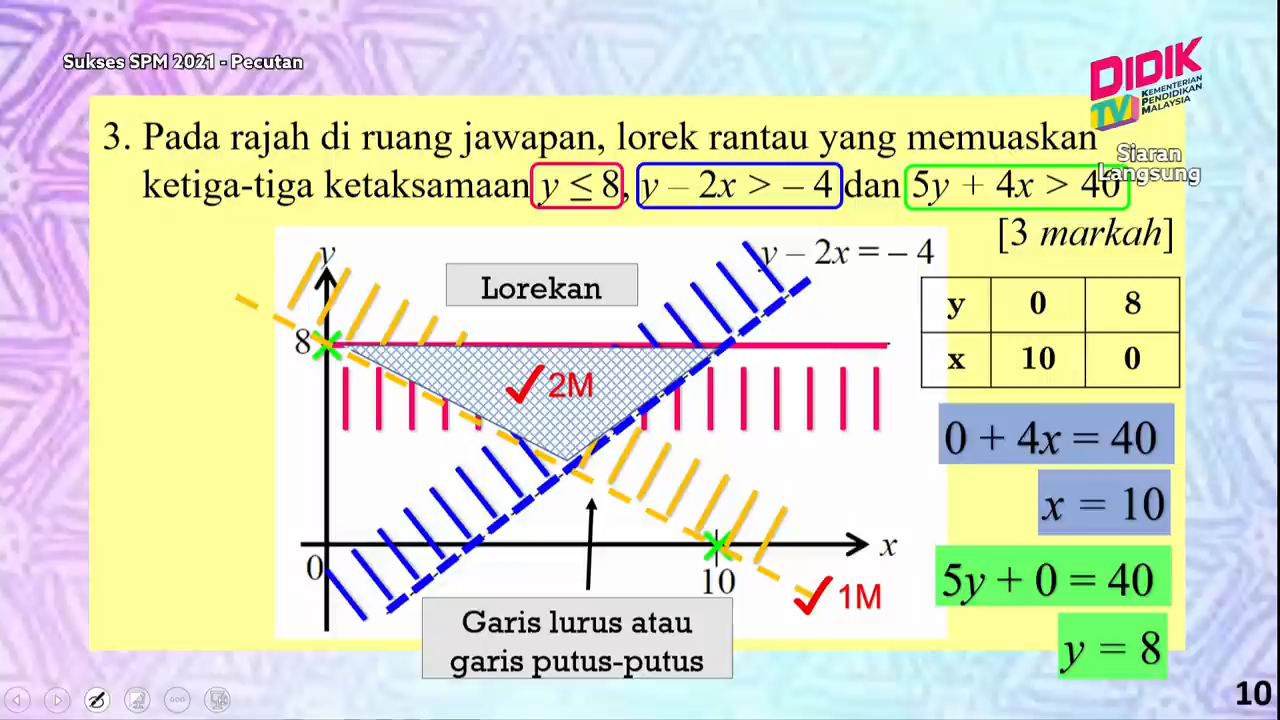 Sukses SPM 2021 - Pecutan
DIDIK
TV
KEMENTERIAN
PENDIDIKAN
MALAYSIA
Siaran
Langsung
3. Pada rajah di ruang jawapan, lorek rantau yang memuaskan
ketiga-tiga ketaksamaan y ≤ 8, y – 2x > – 4 dan 5y + 4x > 40
[3 markah]
y
y – 2x = – 4
Lorekan
8
2M
0
x
10
1M
Garis lurus atau
garis putus-putus
y 0 8
x 10 0
0 + 4x = 40
x = 10
5y + 0 = 40
y = 8
10